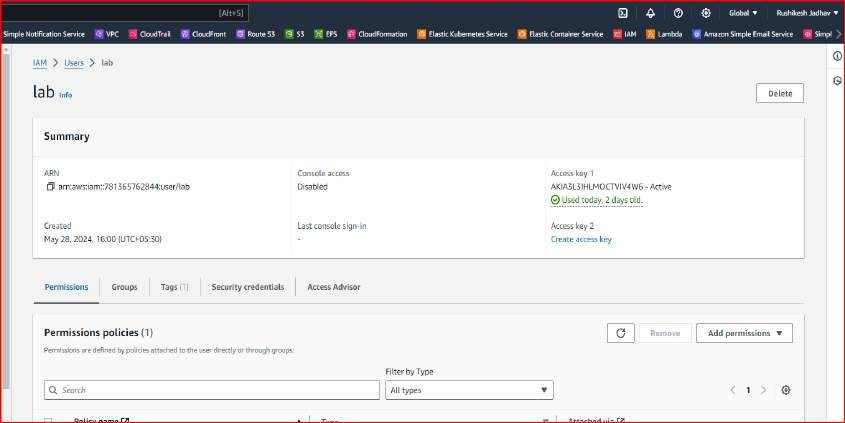 [Alt+S]
Global ▼ Rushikesh Jadhav ▼
Simple Notification Service VPC CloudTrail CloudFront Route 53 S3 EFS CloudFormation Elastic Kubernetes Service Elastic Container Service IAM Lambda Amazon Simple Email Service Simpl
IAM > Users > lab
lab Info
Delete
Summary
ARN
arn:aws:iam::781365762844:user/lab
Created
May 28, 2024, 16:00 (UTC+05:30)
Console access
Disabled
Last console sign-in
-
Access key 1
AKIA3L3IHLMOCTVIV4W6 - Active
Used today. 2 days old.
Access key 2
Create access key
Permissions Groups Tags (1) Security credentials Access Advisor
Permissions policies (1)
Permissions are defined by policies attached to the user directly or through groups.
Remove
Add permissions ▼
Filter by Type
Search
All types ▼
< 1 >
Policy name
Type
Attached via